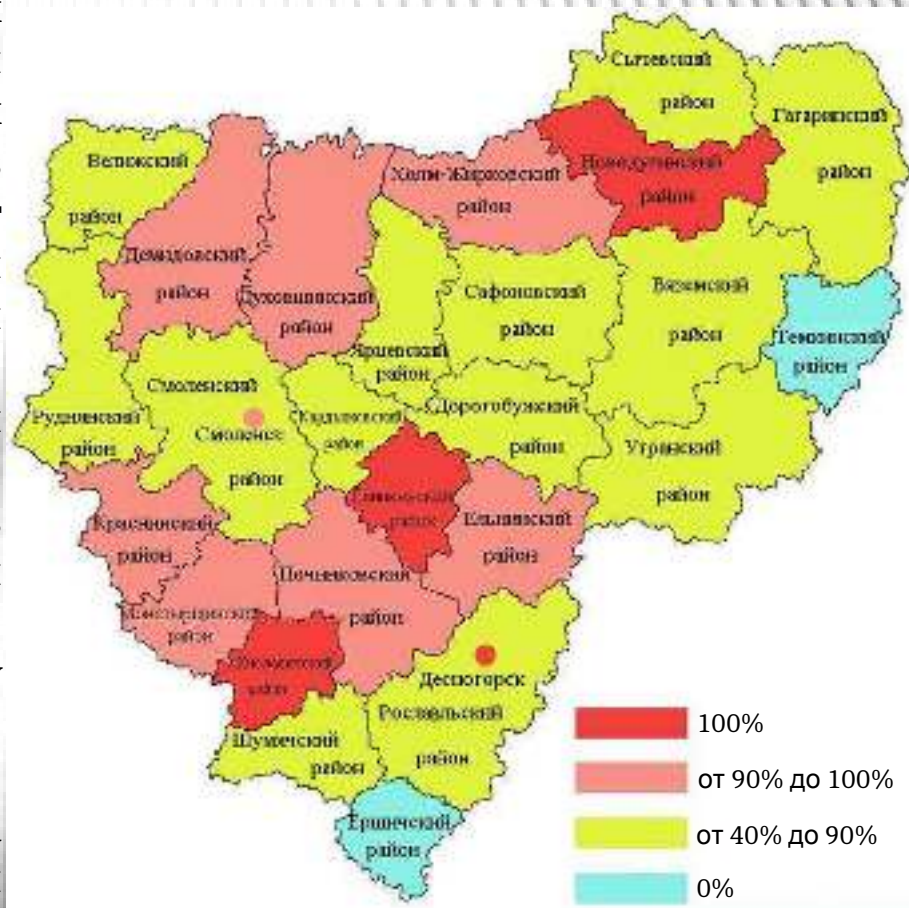 Сычевский
район
Гагаринский
район
Велижский
район
Холм-Жирковский
район
Новодугинский
район
Демидовский
район
Духовщинский
район
Сафоновский
район
Вяземский
район
Темкинский
район
Ярцевский
район
Смоленский
Смоленск
район
Руднянский
район
Кардымовский
район
Дорогобужский
район
Угранский
район
Глинковский
район
Краснинский
район
Ельнинский
район
Починковский
район
Монастырщинский
район
район
Десногорск
Рославльский
район
Шумячский
район
Ершичский
район
100%
от 90% до 100%
от 40% до 90%
0%